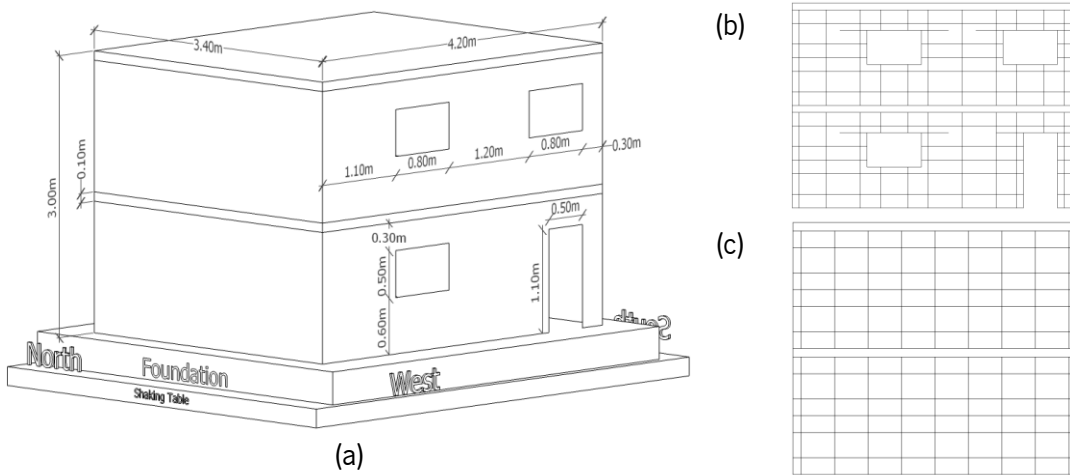 3.40m
4.20m
(b)
0.10m
3.00m
1.10m
0.80m
1.20m
0.80m
0.30m
0.50m
0.30m
0.50m
0.60m
1.10m
(c)
North
South
Foundation
West
Shaking Table
(a)